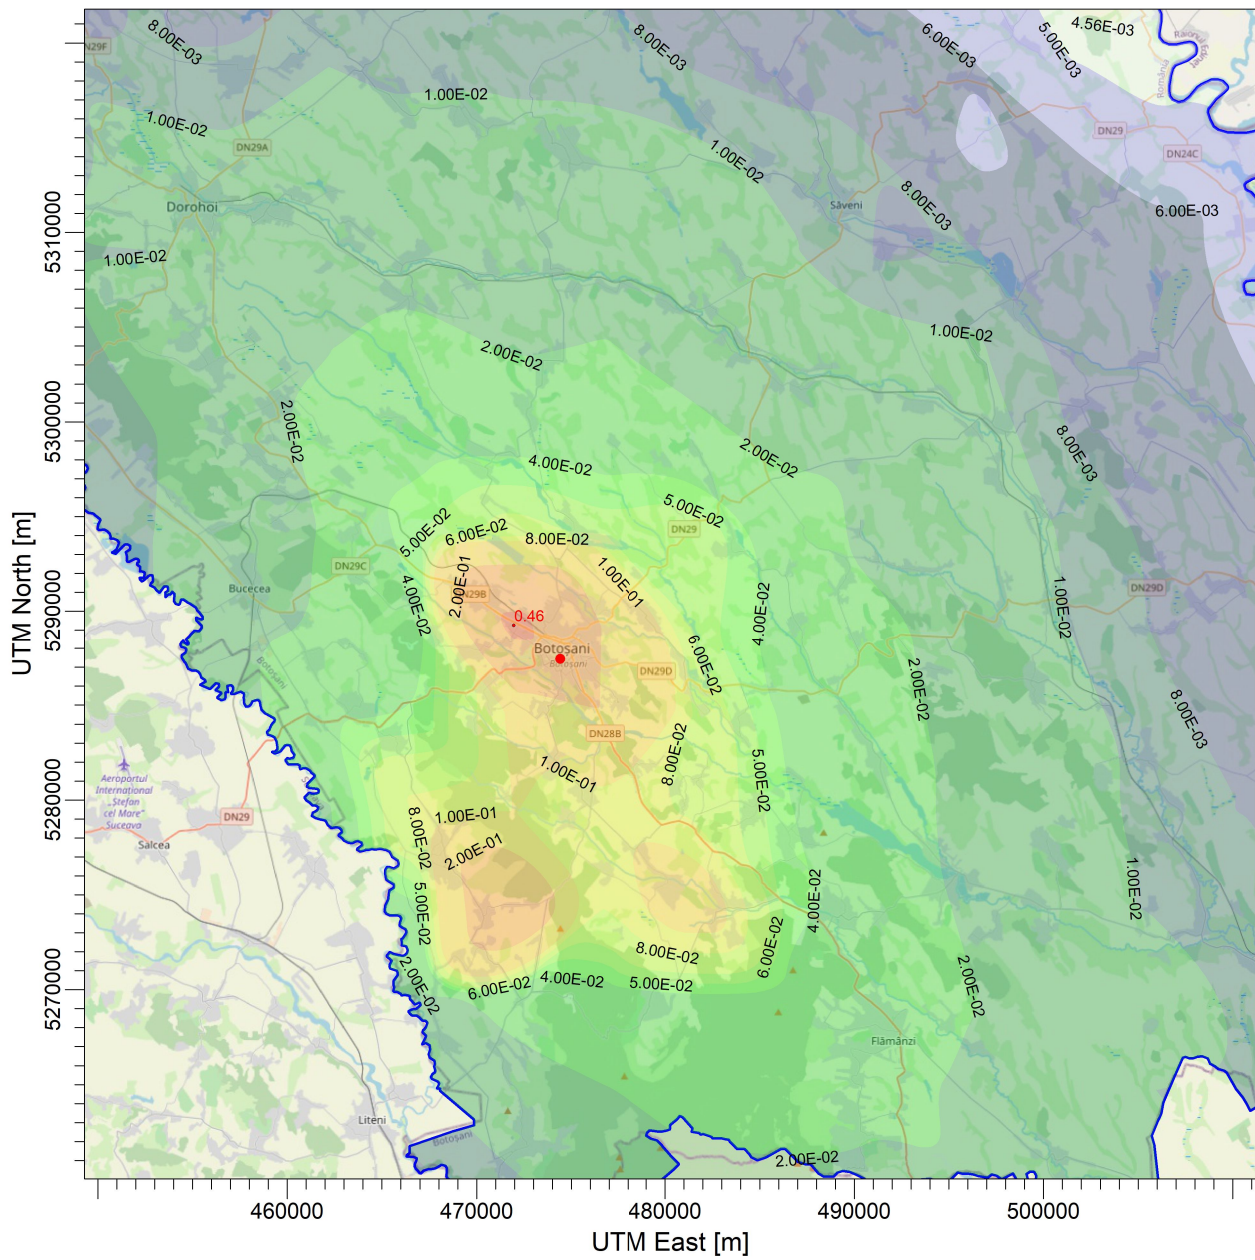 8.00E-03
8.00E-03
6.00E-03
5.00E-03
4.56E-03
Raionul
Edineț
România
DN29F
1.00E-02
1.00E-02
DN29A
1.00E-02
DN29
DN24C
Dorohoi
Săveni
8.00E-03
6.00E-03
5310000
1.00E-02
1.00E-02
2.00E-02
5300000
2.00E-02
2.00E-02
8.00E-03
4.00E-02
5.00E-02
DN29
5.00E-02
6.00E-02
8.00E-02
UTM North [m]
DN29C
1.00E-01
2.00E-01
DN29B
4.00E-02
4.00E-02
1.00E-02
DN29D
Bucecea
5290000
0.46
Botoșani
Botoșani
6.00E-02
DN29D
Botoșani
2.00E-02
8.00E-03
DN28B
8.00E-02
1.00E-01
5.00E-02
Aeroportul
Internațional
„Ștefan
cel Mare"
Suceava
5280000
DN29
1.00E-01
8.00E-02
2.00E-01
Salcea
4.00E-02
1.00E-02
5.00E-02
6.00E-02
8.00E-02
2.00E-02
5270000
6.00E-02
4.00E-02
5.00E-02
2.00E-02
Flămânzi
Liteni
Botoșani
2.00E-02
460000
470000
480000
490000
500000
UTM East [m]